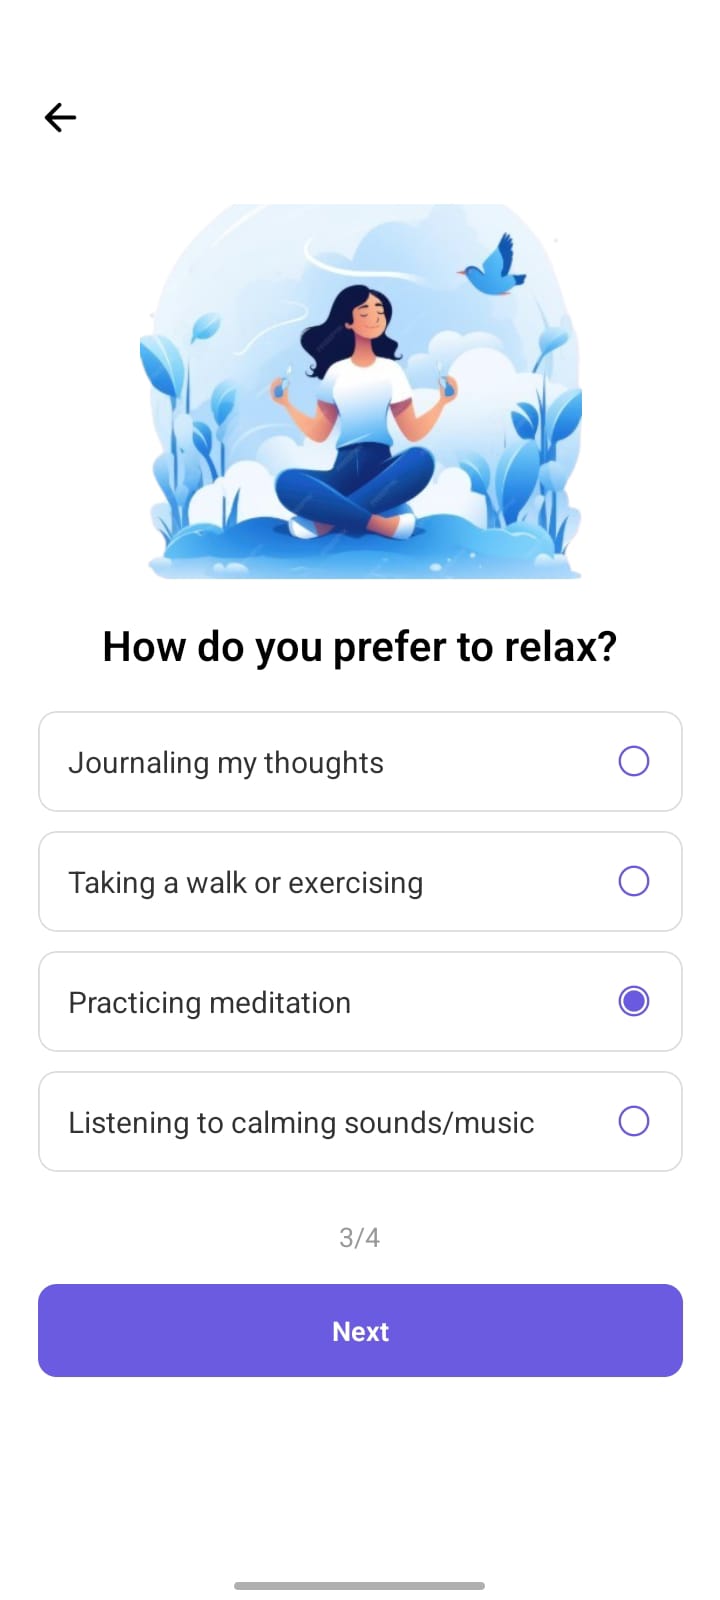 How do you prefer to relax?
Journaling my thoughts
Taking a walk or exercising
Practicing meditation
Listening to calming sounds/music
3/4
Next